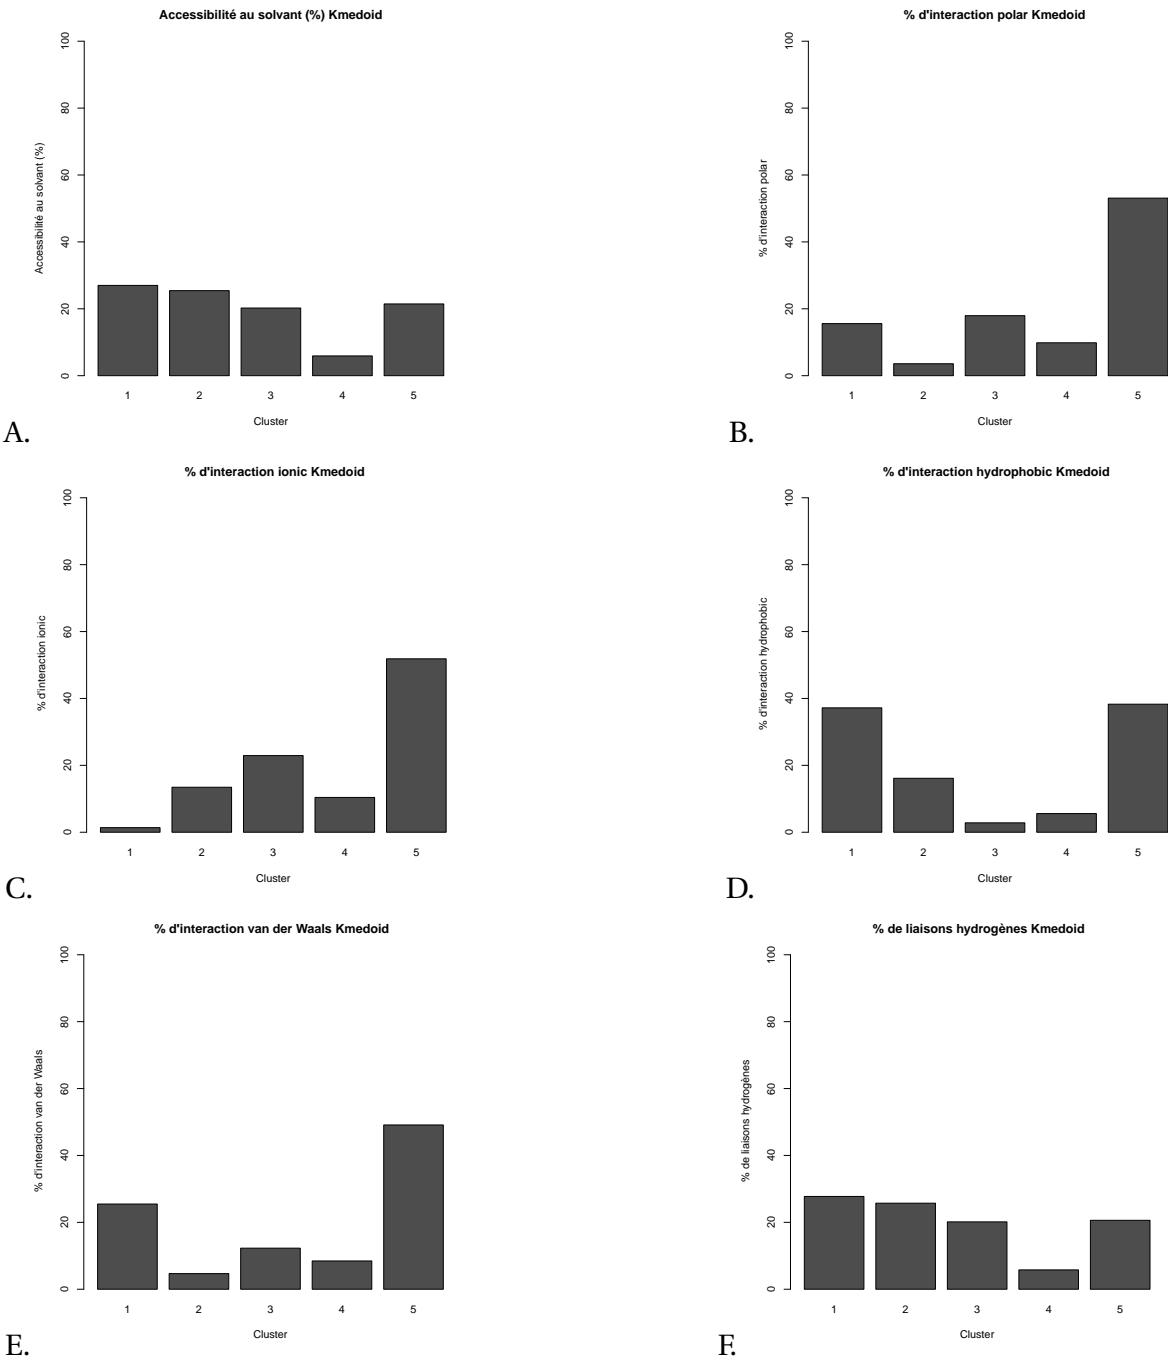 Accessibilité au solvant (%) Kmedoid
Accessibilité au solvant (%)
100
80
60
40
20
0
1 2 3 4 5
Cluster
A.
% d'interaction polar Kmedoid
% d'interaction polar
100
80
60
40
20
0
1 2 3 4 5
Cluster
B.
% d'interaction ionic Kmedoid
% d'interaction ionic
100
80
60
40
20
0
1 2 3 4 5
Cluster
C.
% d'interaction hydrophobic Kmedoid
% d'interaction hydrophobic
100
80
60
40
20
0
1 2 3 4 5
Cluster
D.
% d'interaction van der Waals Kmedoid
% d'interaction van der Waals
100
80
60
40
20
0
1 2 3 4 5
Cluster
E.
% de liaisons hydrogènes Kmedoid
% de liaisons hydrogènes
100
80
60
40
20
0
1 2 3 4 5
Cluster
F.